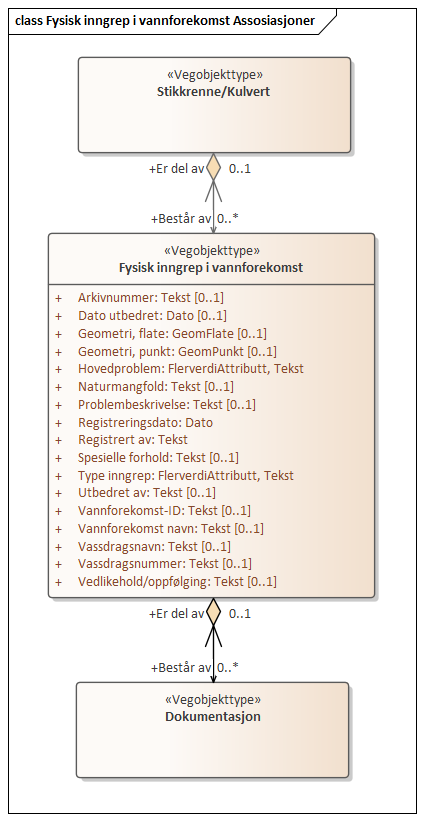 class Fysisk inngrep i vannforekomst Assosiasjoner
«Vegobjekttype»
Stikkrenne/Kulvert
+Er del av 0..1
+Består av 0..*
«Vegobjekttype»
Fysisk inngrep i vannforekomst
+ Arkivnummer: Tekst [0..1]
+ Dato utbedret: Dato [0..1]
+ Geometri, flate: GeomFlate [0..1]
+ Geometri, punkt: GeomPunkt [0..1]
+ Hovedproblem: FlerverdiAttributt, Tekst
+ Naturmangfold: Tekst [0..1]
+ Problembeskrivelse: Tekst [0..1]
+ Registreringsdato: Dato
+ Registrert av: Tekst
+ Spesielle forhold: Tekst [0..1]
+ Type inngrep: FlerverdiAttributt, Tekst
+ Utbedret av: Tekst [0..1]
+ Vannforekomst-ID: Tekst [0..1]
+ Vannforekomst navn: Tekst [0..1]
+ Vassdragsnavn: Tekst [0..1]
+ Vassdragsnummer: Tekst [0..1]
+ Vedlikehold/oppfølging: Tekst [0..1]
+Er del av 0..1
+Består av 0..*
«Vegobjekttype»
Dokumentasjon